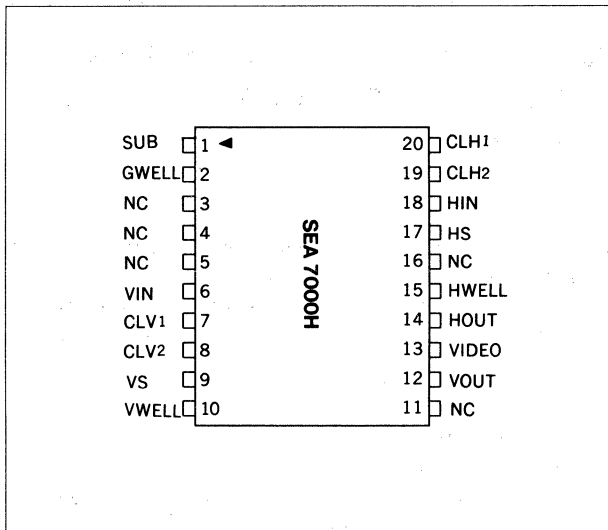 SUB 1 ◄ 20 CLH1
GWELL 2 19 CLH2
NC 3 18 HIN
NC 4 17 HS
NC 5 16 NC
VIN 6 15 HWELL
CLV1 7 14 HOUT
CLV2 8 13 VIDEO
VS 9 12 VOUT
VWELL 10 11 NC
SEA 7000H